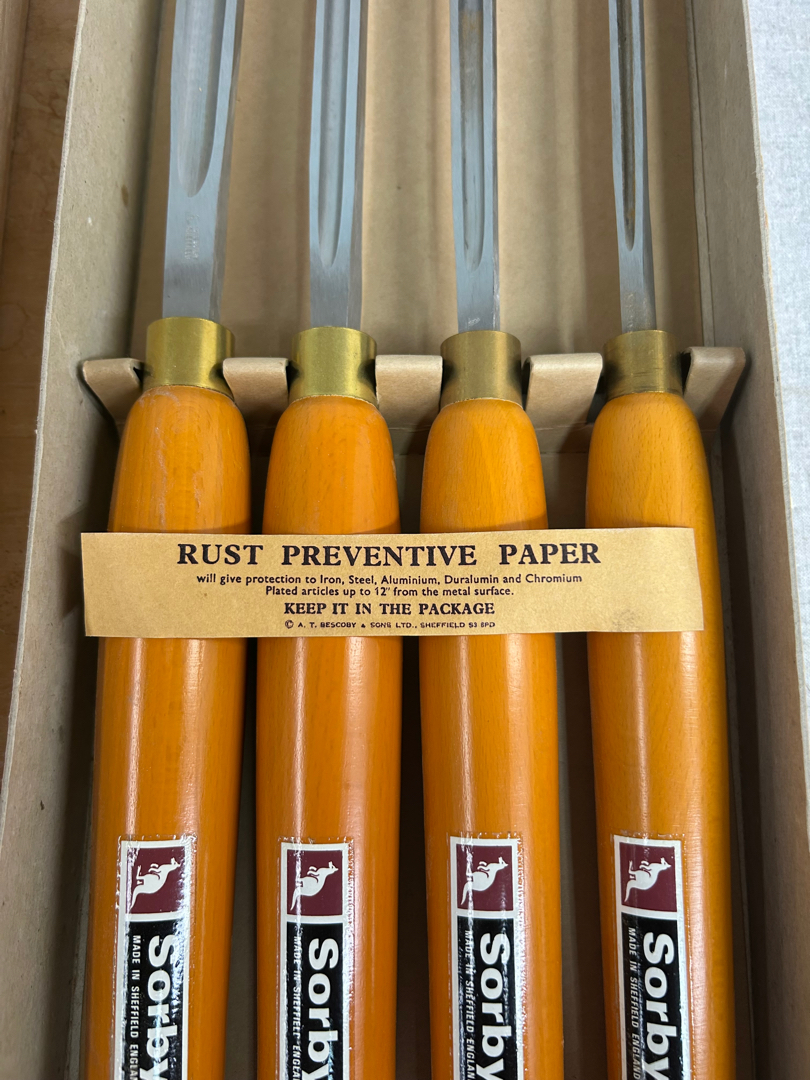 RUST PREVENTIVE PAPER
will give protection to Iron, Steel, Aluminium, Duralumin and Chromium
Plated articles up to 12" from the metal surface.
KEEP IT IN THE PACKAGE
© A. T. BESCOBY & SONS LTD., SHEFFIELD S3 8PD
Sorby
MADE IN SHEFFIELD ENGLAND
Sorby
MADE IN SHEFFIELD ENGLAND
Sorby
MADE IN SHEFFIELD ENGLAND
Sorby
MADE IN SHEFFIELD ENGLAND